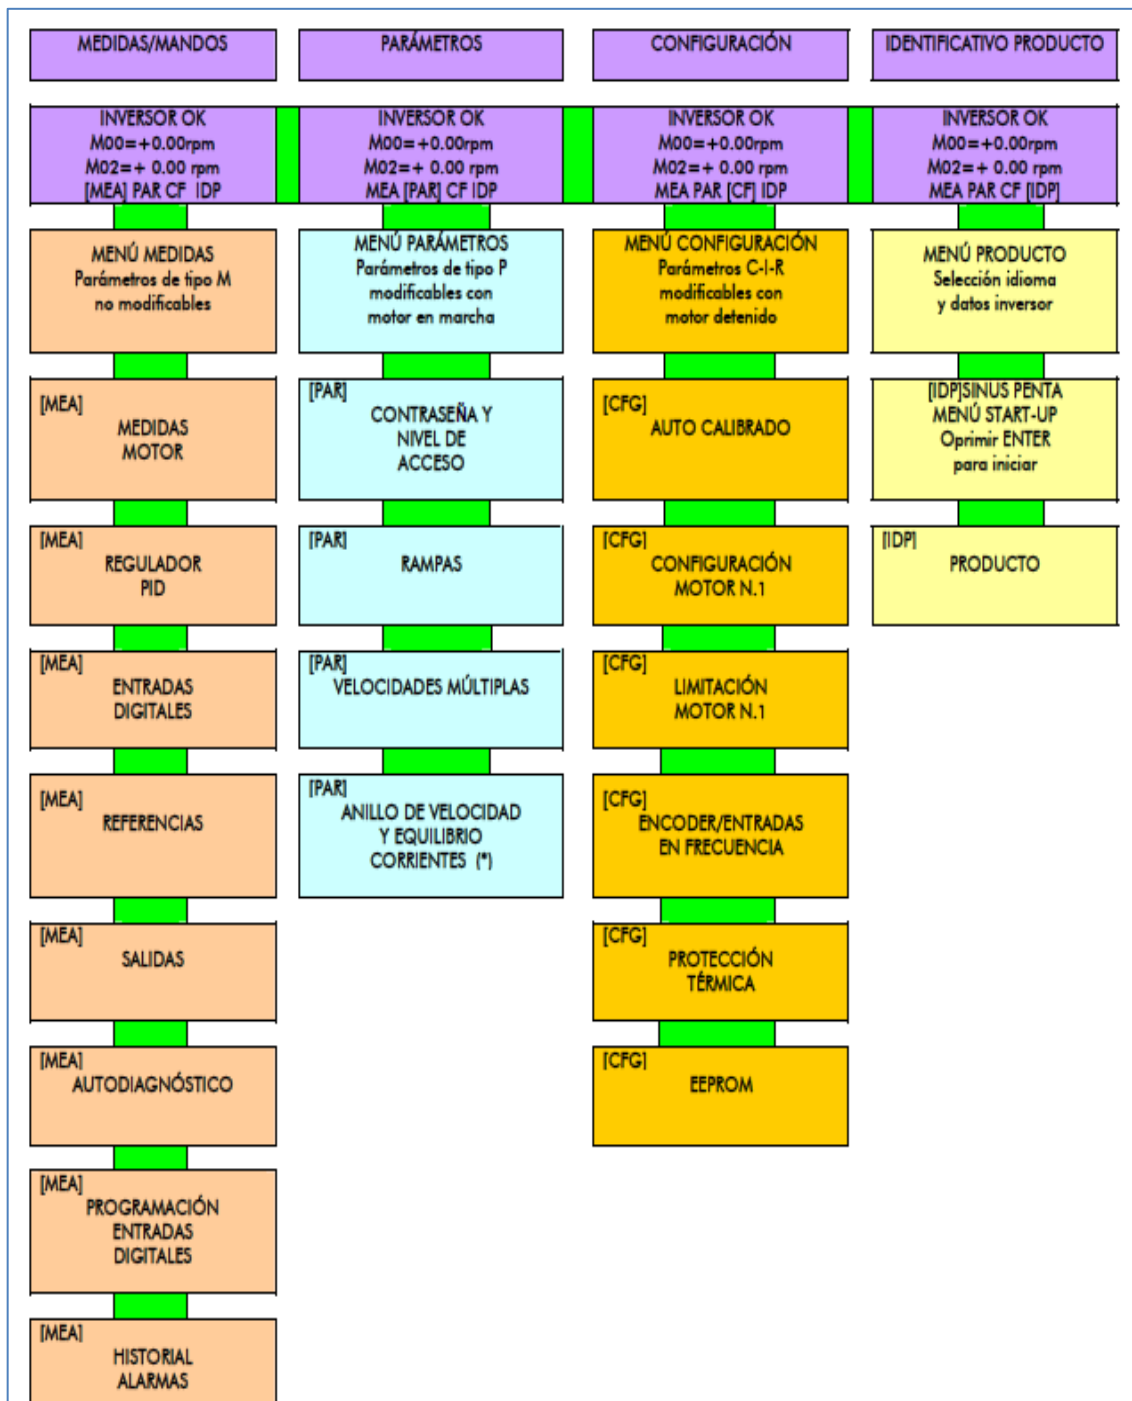 MEDIDAS/MANDOS
INVERSOR OK
M00=+0.00rpm
M02=+ 0.00 rpm
[MEA] PAR CF IDP
MENÚ MEDIDAS
Parámetros de tipo M
no modificables
[MEA]
MEDIDAS
MOTOR
[MEA]
REGULADOR
PID
[MEA]
ENTRADAS
DIGITALES
[MEA]
REFERENCIAS
[MEA]
SALIDAS
[MEA]
AUTODIAGNÓSTICO
[MEA]
PROGRAMACIÓN
ENTRADAS
DIGITALES
[MEA]
HISTORIAL
ALARMAS
PARÁMETROS
INVERSOR OK
M00=+0.00rpm
M02=+ 0.00 rpm
MEA [PAR] CF IDP
MENÚ PARÁMETROS
Parámetros de tipo P
modificables con
motor en marcha
[PAR]
CONTRASEÑA Y
NIVEL DE
ACCESO
[PAR]
RAMPAS
[PAR]
VELOCIDADES MÚLTIPLAS
[PAR]
ANILLO DE VELOCIDAD
Y EQUILIBRIO
CORRIENTES (*)
CONFIGURACIÓN
INVERSOR OK
M00=+0.00rpm
M02=+ 0.00 rpm
MEA PAR [CF] IDP
MENÚ CONFIGURACIÓN
Parámetros C-I-R
modificables con
motor detenido
[CFG]
AUTO CALIBRADO
[CFG]
CONFIGURACIÓN
MOTOR N.1
[CFG]
LIMITACIÓN
MOTOR N.1
[CFG]
ENCODER/ENTRADAS
EN FRECUENCIA
[CFG]
PROTECCIÓN
TÉRMICA
[CFG]
EEPROM
IDENTIFICATIVO PRODUCTO
INVERSOR OK
M00=+0.00rpm
M02=+ 0.00 rpm
MEA PAR CF [IDP]
MENÚ PRODUCTO
Selección idioma
y datos inversor
[IDP]SINUS PENTA
MENÚ START-UP
Oprimir ENTER
para iniciar
[IDP]
PRODUCTO